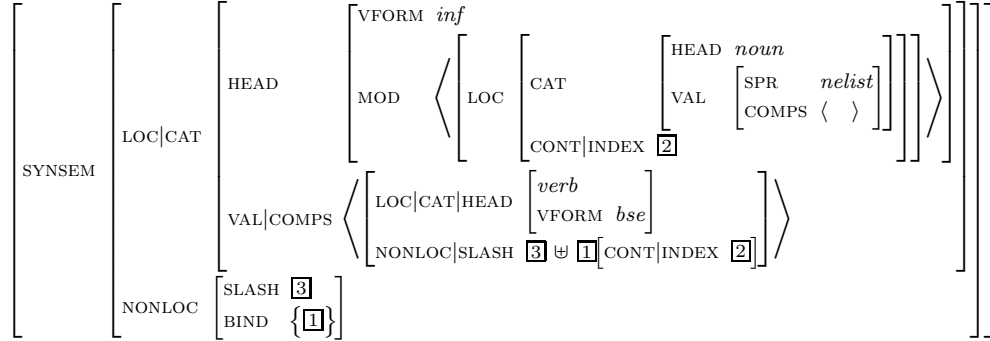 VFORM inf
HEAD noun
HEAD
SPR nelist
CAT
MOD LOC VAL
COMPS ⟨ ⟩
LOC|CAT
CONT|INDEX 2
SYNSEM
verb
LOC|CAT|HEAD
VFORM bse
VAL|COMPS
NONLOC|SLASH 3 ⊎ 1 [CONT|INDEX 2]
SLASH 3
NONLOC
BIND {1}